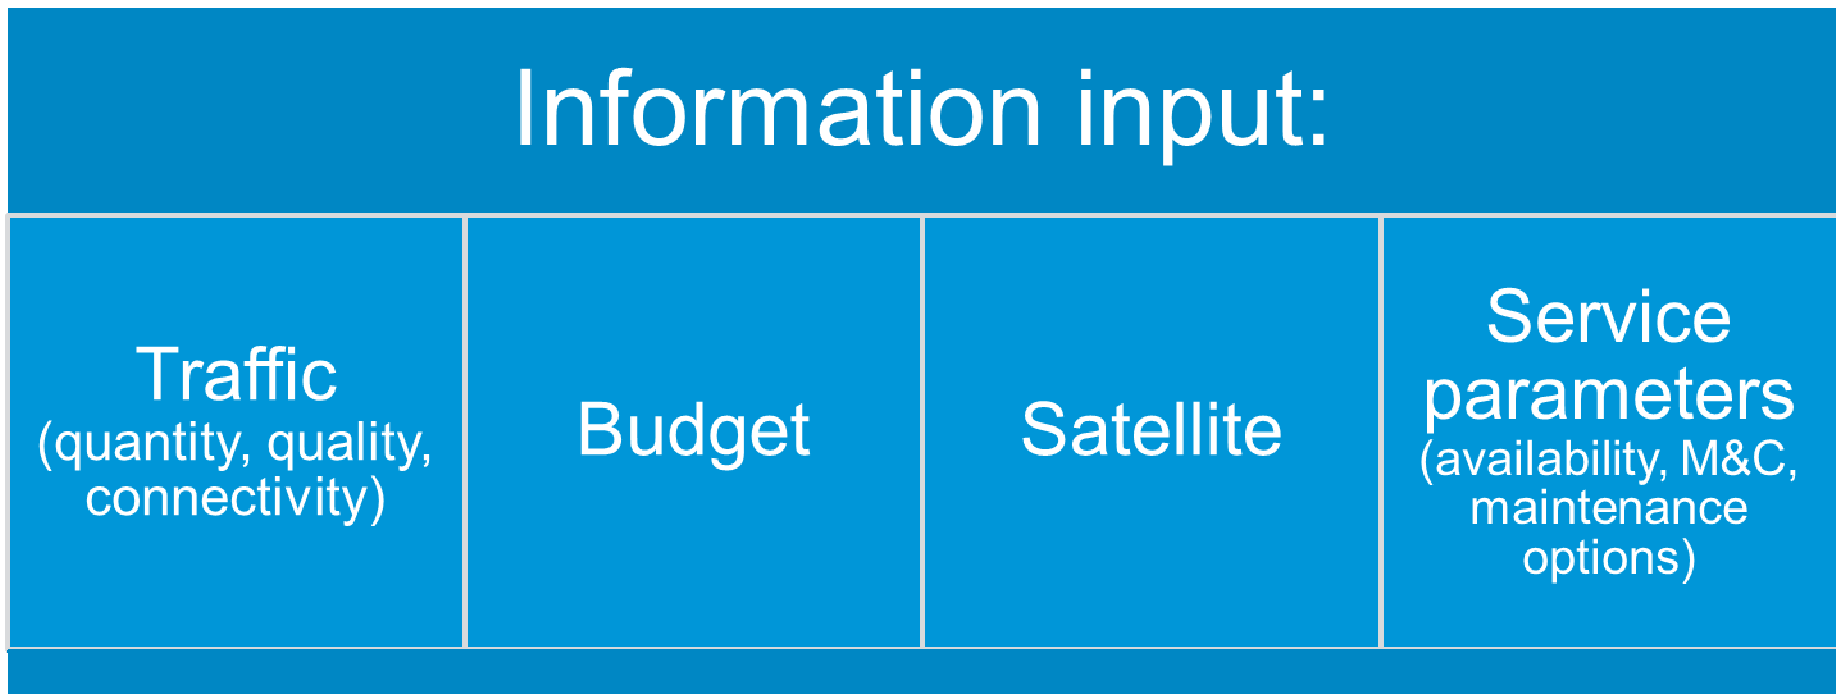 Information input:
Traffic
(quantity, quality,
connectivity)
Budget
Satellite
Service
parameters
(availability, M&C,
maintenance
options)